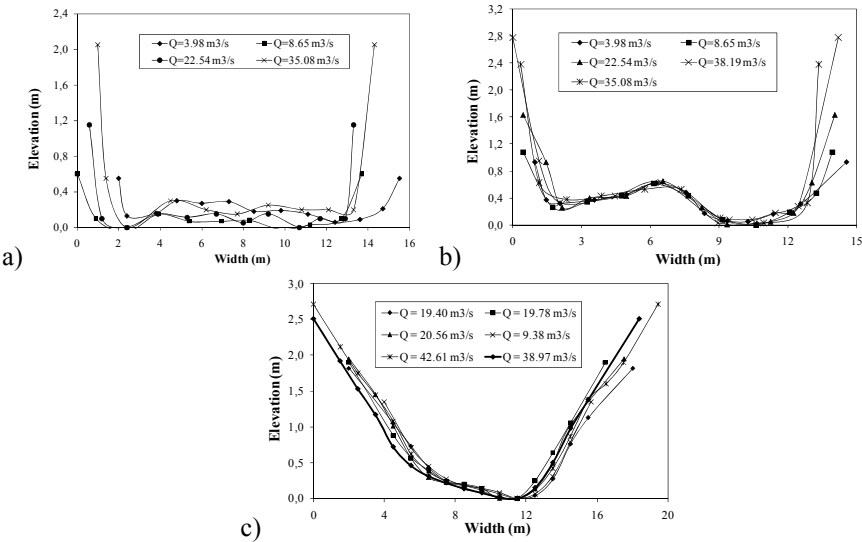 2,4
2,0
1,6
1,2
0,8
0,4
0,0
Elevation (m)
Q=3.98 m3/s Q=8.65 m3/s
Q=22.54 m3/s Q=35.08 m3/s
0 2 4 6 8 10 12 14 16
Width (m)
a)
3,2
2,8
2,4
2,0
1,6
1,2
0,8
0,4
0,0
Elevation (m)
Q=3.98 m3/s Q=8.65 m3/s
Q=22.54 m3/s Q=38.19 m3/s
Q=35.08 m3/s
0 3 6 9 12 15
Width (m)
b)
3,0
2,5
2,0
1,5
1,0
0,5
0,0
Elevation (m)
Q = 19.40 m3/s Q = 19.78 m3/s
Q = 20.56 m3/s Q = 9.38 m3/s
Q = 42.61 m3/s Q = 38.97 m3/s
0 4 8 12 16 20
Width (m)
c)